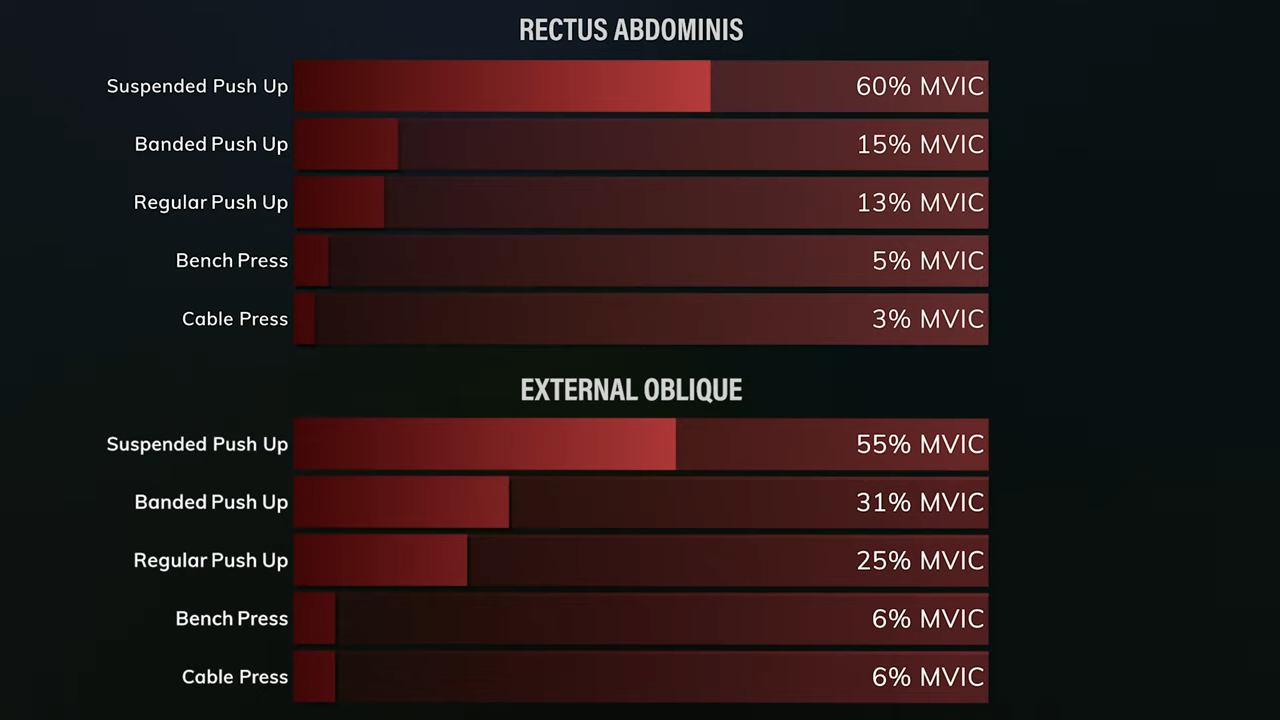 RECTUS ABDOMINIS
Suspended Push Up 60% MVIC
Banded Push Up 15% MVIC
Regular Push Up 13% MVIC
Bench Press 5% MVIC
Cable Press 3% MVIC
EXTERNAL OBLIQUE
Suspended Push Up 55% MVIC
Banded Push Up 31% MVIC
Regular Push Up 25% MVIC
Bench Press 6% MVIC
Cable Press 6% MVIC